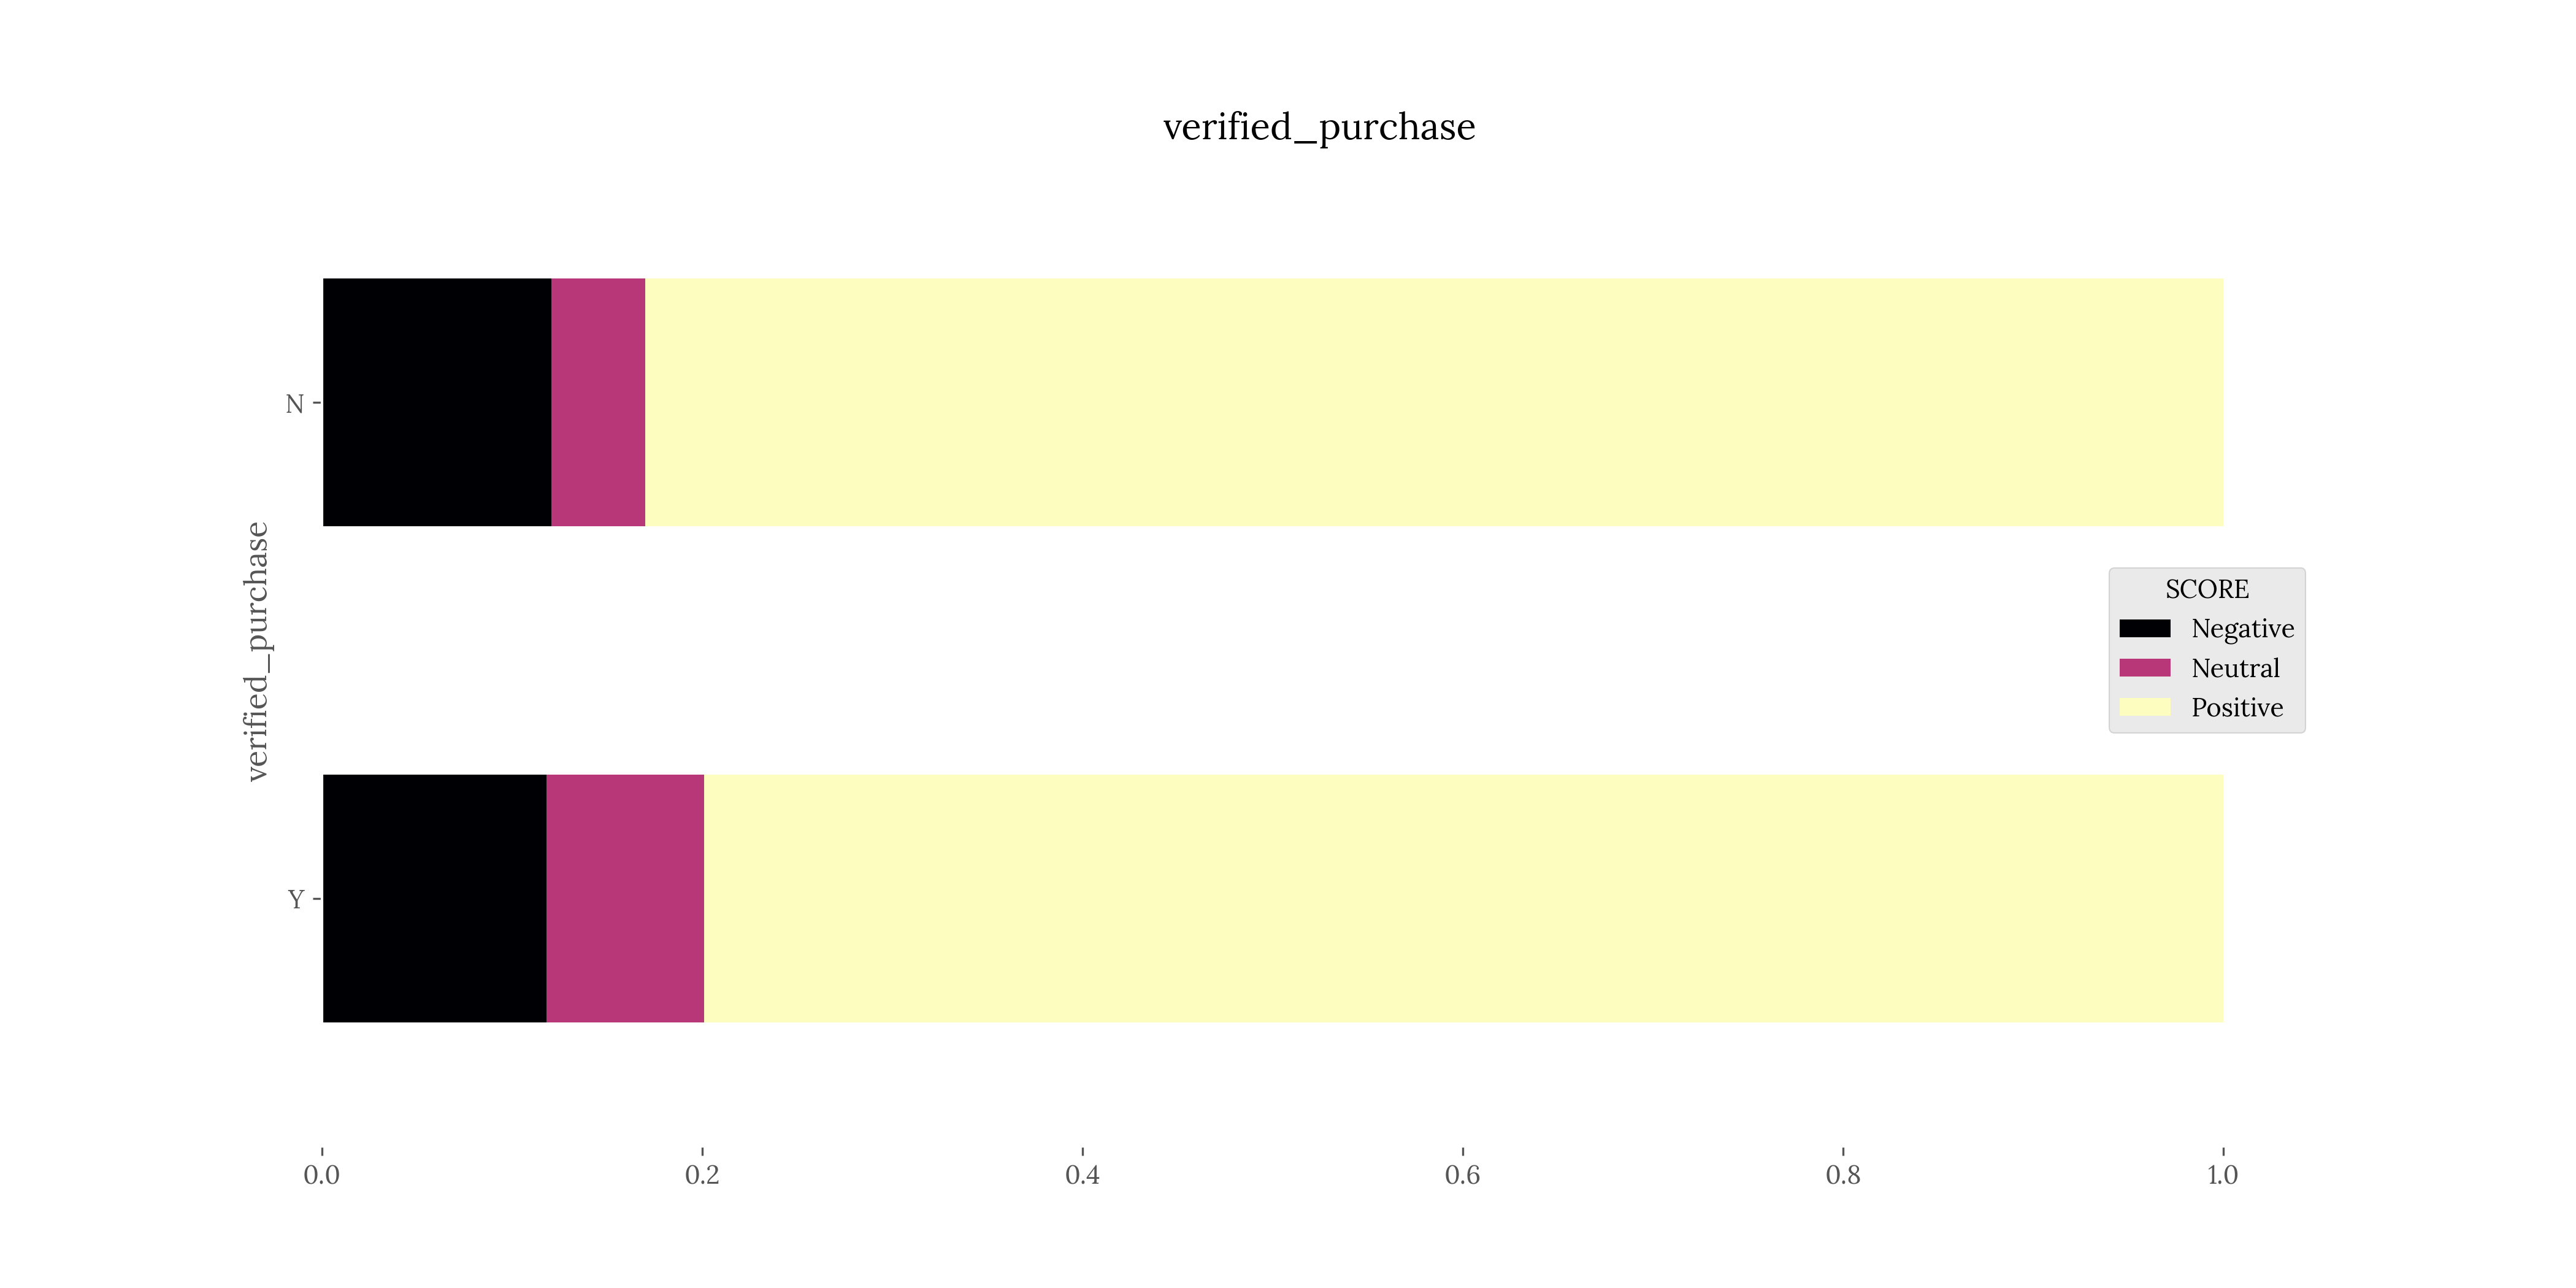 verified_purchase
verified_purchase
N
Y
SCORE
Negative
Neutral
Positive
0.0 0.2 0.4 0.6 0.8 1.0